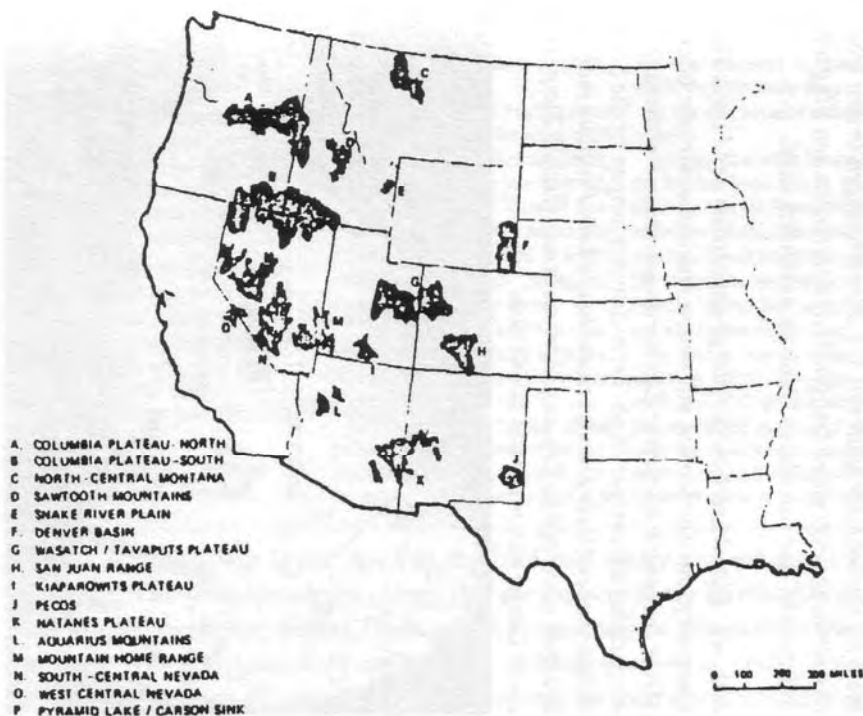 A
C
D
B
E
F
G
M
O
H
N
I
L
K
A. COLUMBIA PLATEAU-NORTH
B COLUMBIA PLATEAU-SOUTH
C NORTH-CENTRAL MONTANA
D SAWTOOTH MOUNTAINS
E SNAKE RIVER PLAIN
F. DENVER BASIN
G WASATCH / TAVAPUTS PLATEAU
H. SAN JUAN RANGE
I KIAPAROWITS PLATEAU
J PECOS
K NATANES PLATEAU
L. AQUARIUS MOUNTAINS
M MOUNTAIN HOME RANGE
N. SOUTH-CENTRAL NEVADA
O. WEST CENTRAL NEVADA
P PYRAMID LAKE / CARSON SINK
0 100 200 300 MILES